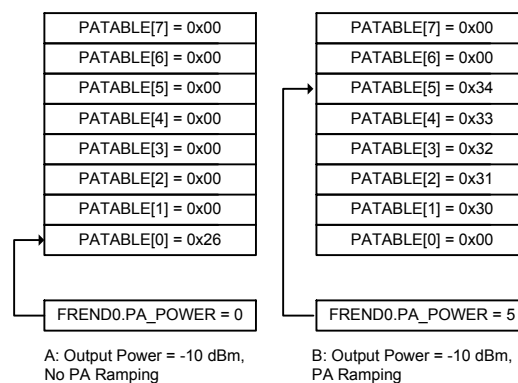 PATABLE[7] = 0x00
PATABLE[6] = 0x00
PATABLE[5] = 0x00
PATABLE[4] = 0x00
PATABLE[3] = 0x00
PATABLE[2] = 0x00
PATABLE[1] = 0x00
PATABLE[0] = 0x26
FREND0.PA_POWER = 0
A: Output Power = -10 dBm,
No PA Ramping
PATABLE[7] = 0x00
PATABLE[6] = 0x00
PATABLE[5] = 0x34
PATABLE[4] = 0x33
PATABLE[3] = 0x32
PATABLE[2] = 0x31
PATABLE[1] = 0x30
PATABLE[0] = 0x00
FREND0.PA_POWER = 5
B: Output Power = -10 dBm,
PA Ramping